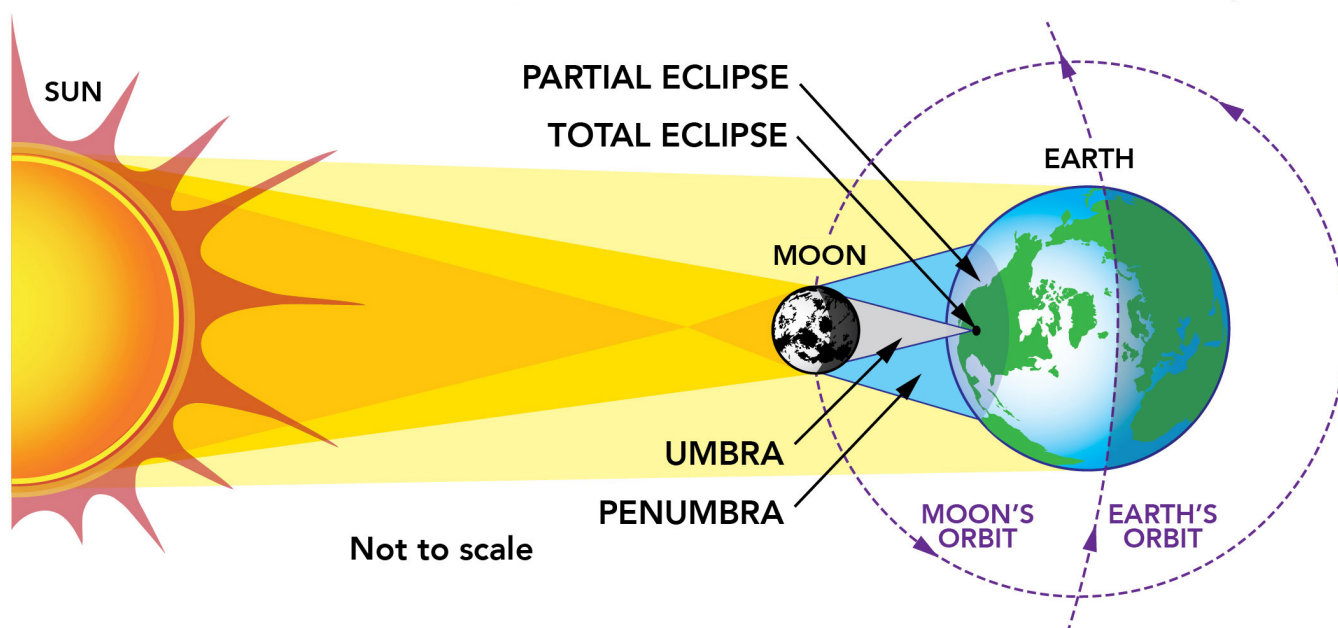 SUN
PARTIAL ECLIPSE
TOTAL ECLIPSE
EARTH
MOON
UMBRA
PENUMBRA
MOON'S
ORBIT
EARTH'S
ORBIT
Not to scale